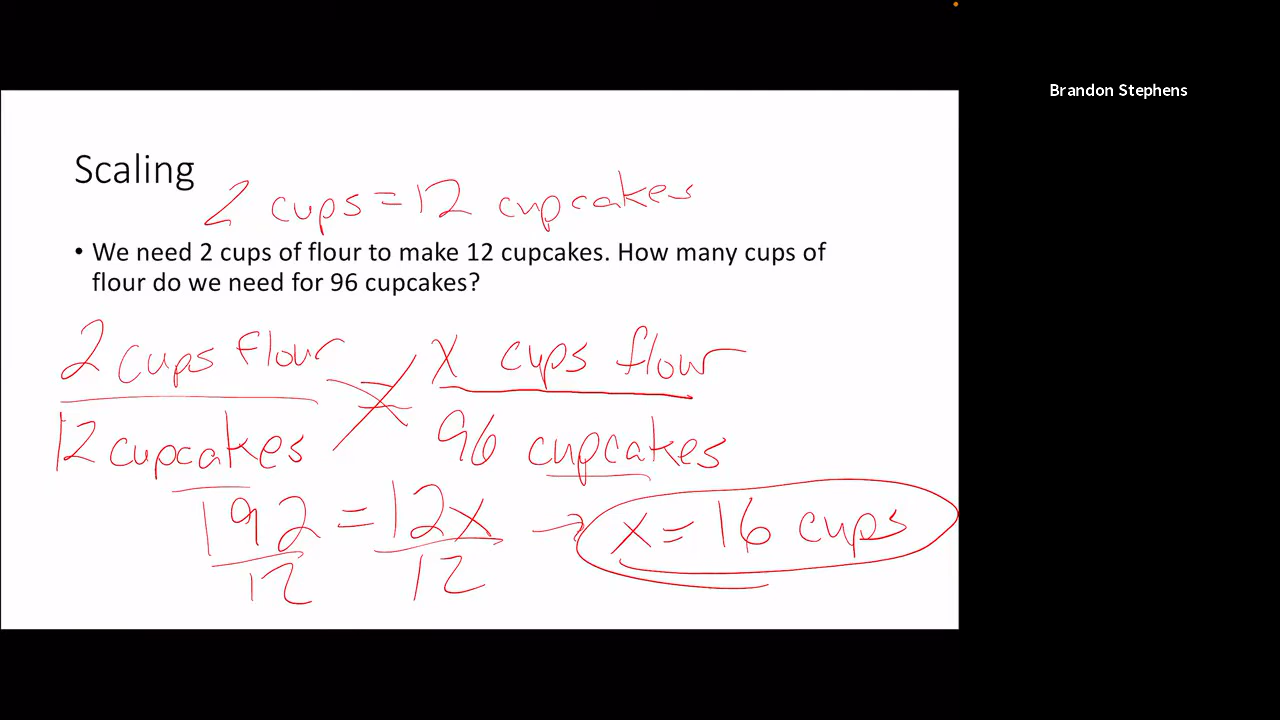 Brandon Stephens
Scaling
2 cups = 12 cupcakes
• We need 2 cups of flour to make 12 cupcakes. How many cups of
flour do we need for 96 cupcakes?
2 cups flour x cups flour
12 cupcakes 96 cupcakes
192 = 12x → x = 16 cups
12 12